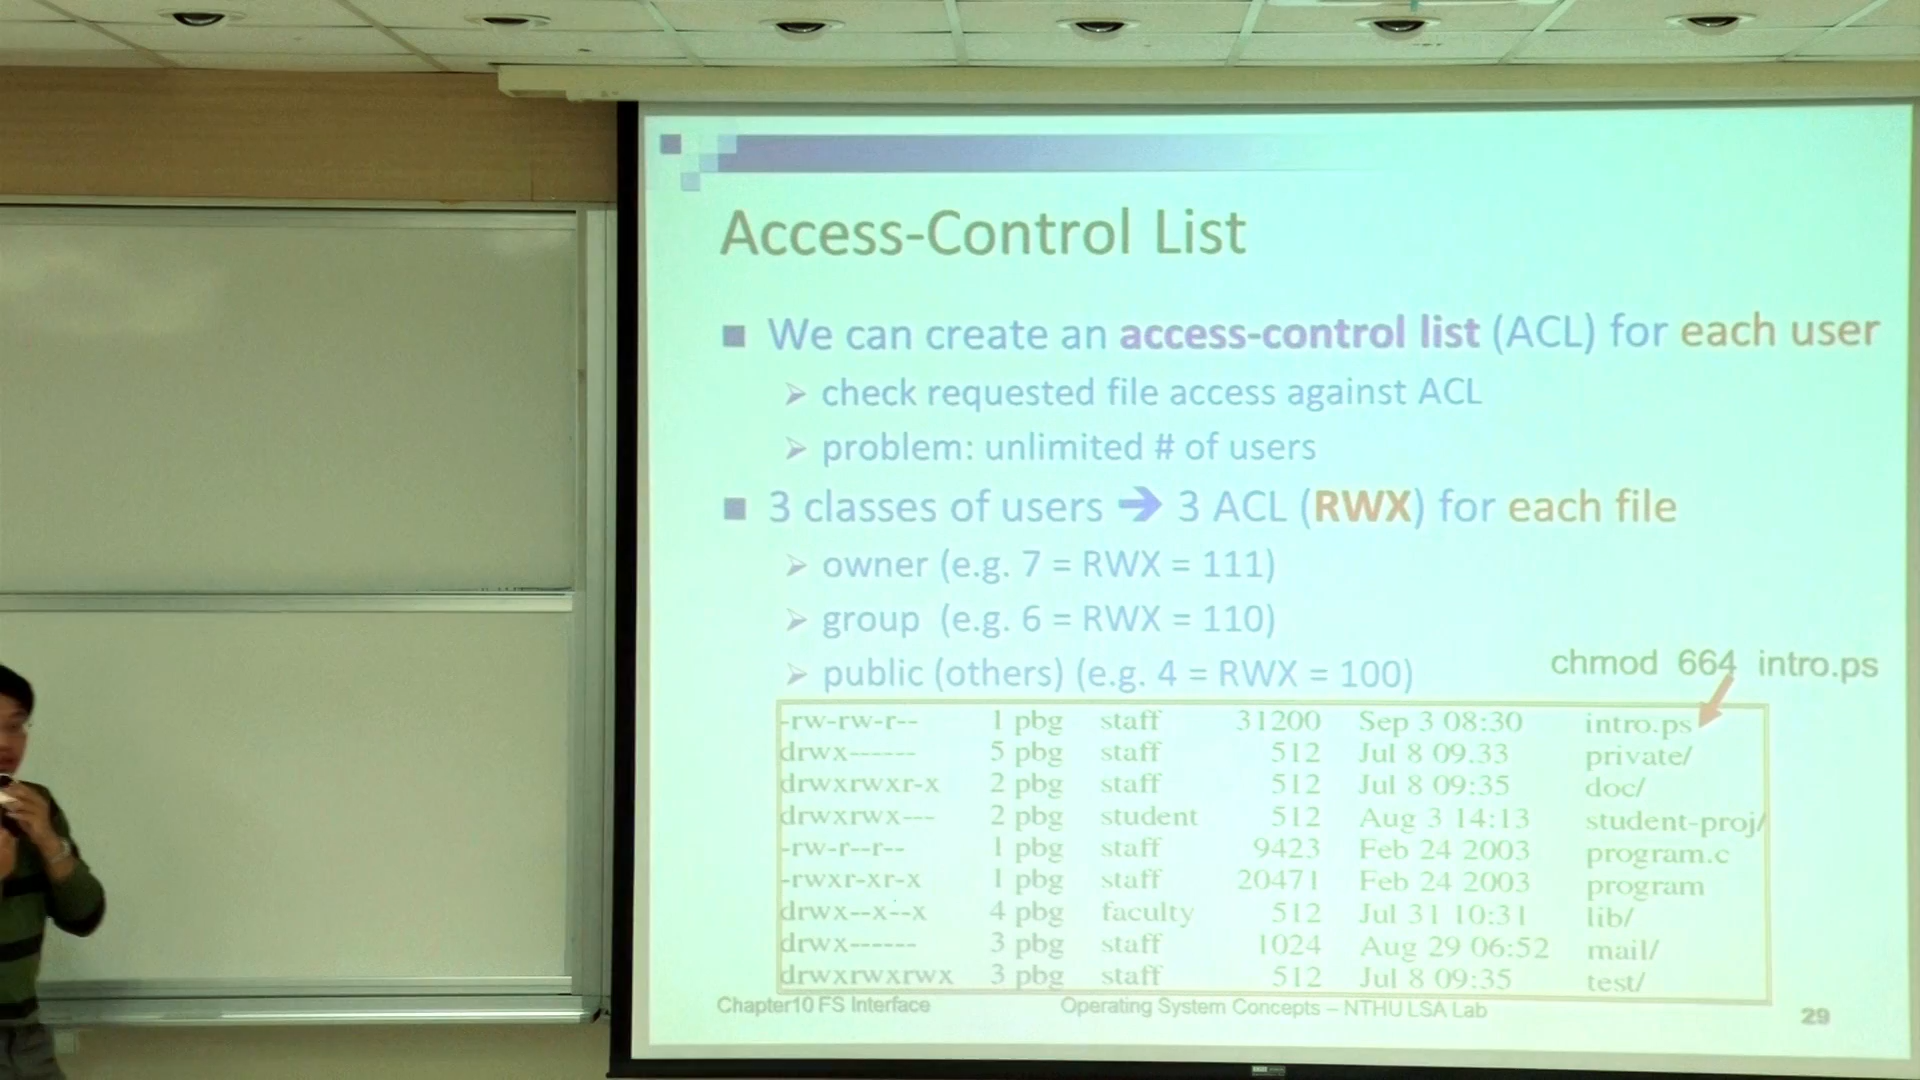 Access-Control List
We can create an access-control list (ACL) for each user
check requested file access against ACL
problem: unlimited # of users
3 classes of users ➔ 3 ACL (RWX) for each file
owner (e.g. 7 = RWX = 111)
group (e.g. 6 = RWX = 110)
public (others) (e.g. 4 = RWX = 100)
chmod 664 intro.ps
-rw-rw-r-- 1 pbg staff 31200 Sep 3 08:30 intro.ps
drwx------ 5 pbg staff 512 Jul 8 09.33 private/
drwxrwxr-x 2 pbg staff 512 Jul 8 09:35 doc/
drwxrwx--- 2 pbg student 512 Aug 3 14:13 student-proj/
-rw-r--r-- 1 pbg staff 9423 Feb 24 2003 program.c
-rwxr-xr-x 1 pbg staff 20471 Feb 24 2003 program
drwx--x--x 4 pbg faculty 512 Jul 31 10:31 lib/
drwx------ 3 pbg staff 1024 Aug 29 06:52 mail/
drwxrwxrwx 3 pbg staff 512 Jul 8 09:35 test/
Chapter10 FS Interface Operating System Concepts – NTHU LSA Lab 29